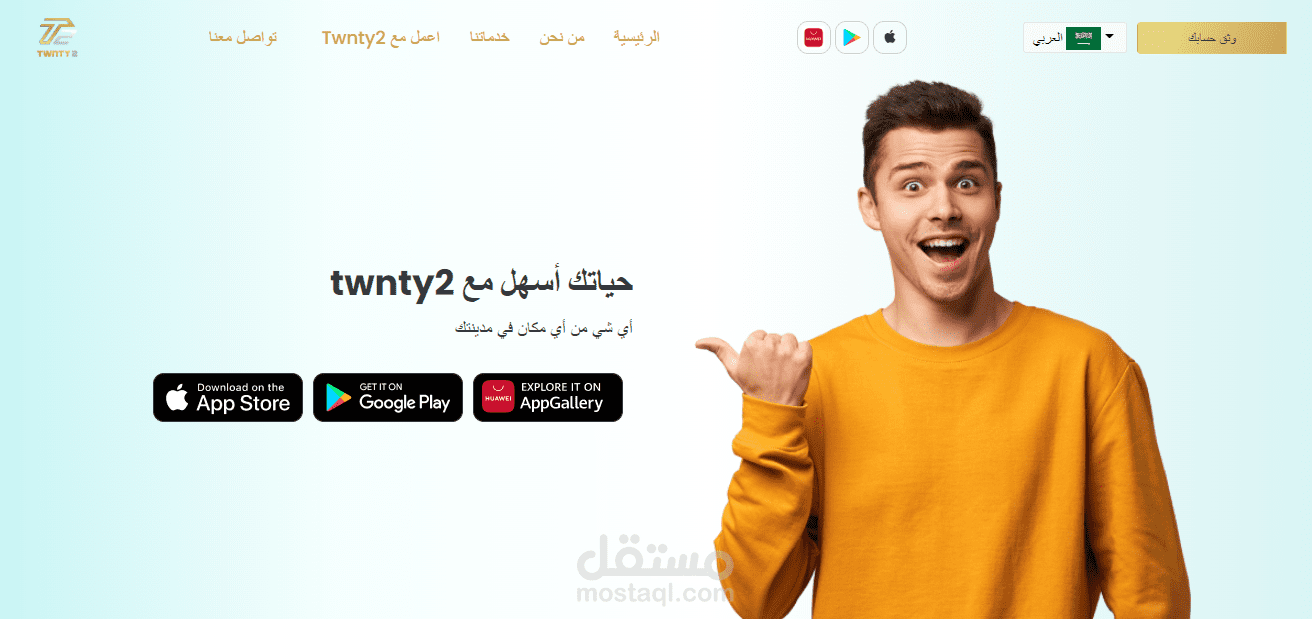 وثق حسابك
العربي
HUAWEI
الرئيسية
من نحن
خدماتنا
اعمل مع Twnty2
تواصل معنا
TWNTY 2
حياتك أسهل مع twnty2
أي شي من أي مكان في مدينتك
Download on the
App Store
GET IT ON
Google Play
HUAWEI
EXPLORE IT ON
AppGallery
مستقل
mostaql.com